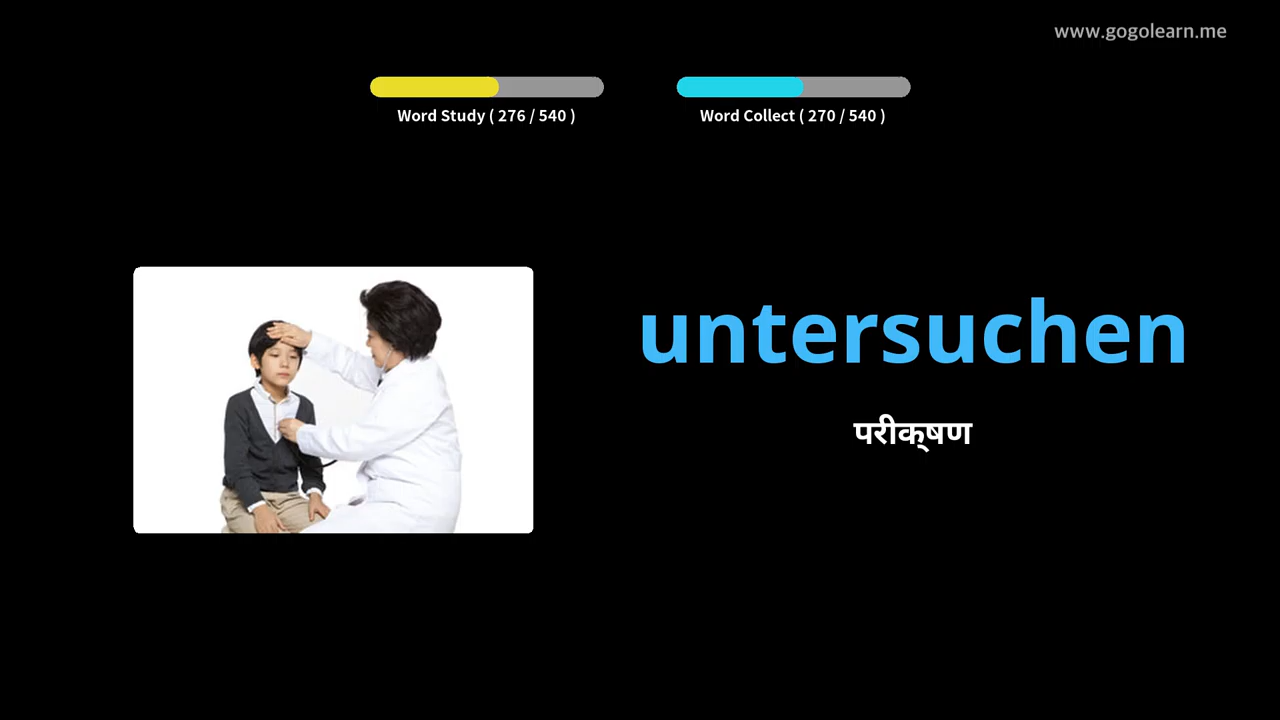 www.gogolearn.me
Word Study ( 276 / 540 )
Word Collect ( 270 / 540 )
untersuchen
परीक्षण